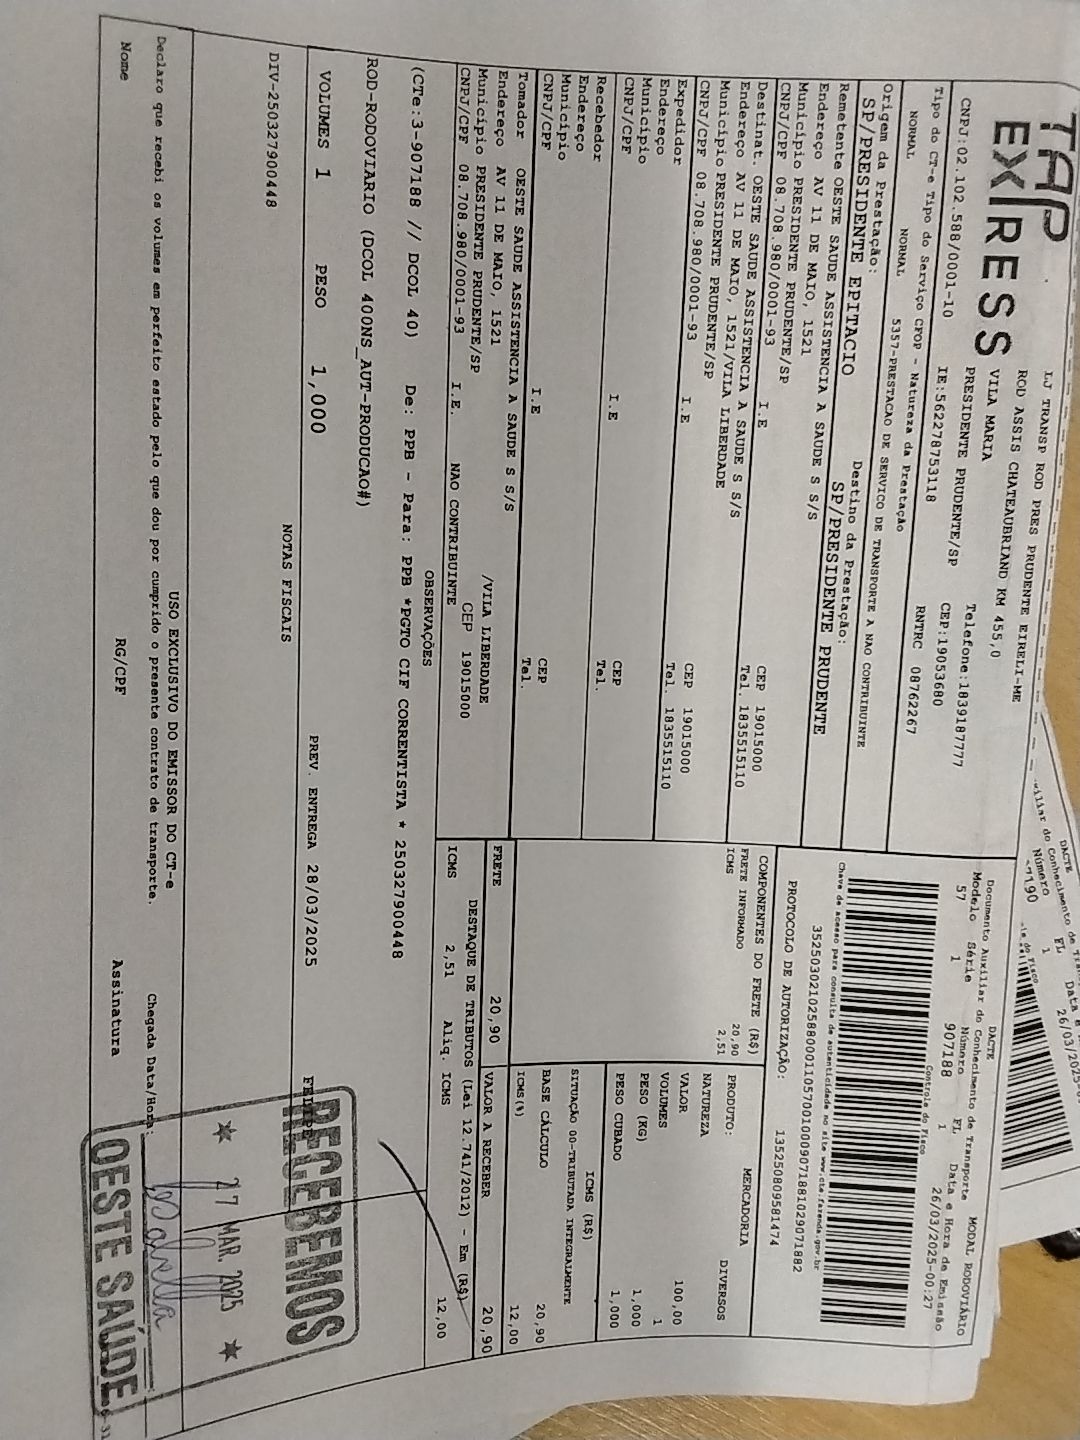 TAP
EXPRESS
LJ TRANSP ROD PRES PRUDENTE EIRELI-ME
ROD ASSIS CHATEAUBRIAND KM 455,0
VILA MARIA
PRESIDENTE PRUDENTE/SP Telefone:1839187777
CNPJ:02.102.588/0001-10 IE:562278753118 CEP:19053680
Tipo do CT-e Tipo do Serviço CFOP - Natureza da Prestação RNTRC 08762267
NORMAL NORMAL 5357-PRESTACAO DE SERVICO DE TRANSPORTE A NAO CONTRIBUINTE
Origem da Prestação: Destino da Prestação:
SP/PRESIDENTE EPITACIO SP/PRESIDENTE PRUDENTE
Remetente OESTE SAUDE ASSISTENCIA A SAUDE S S/S
Endereço AV 11 DE MAIO, 1521
Município PRESIDENTE PRUDENTE/SP CEP 19015000
CNPJ/CPF 08.708.980/0001-93 I.E Tel. 1835515110
Destinat. OESTE SAUDE ASSISTENCIA A SAUDE S S/S
Endereço AV 11 DE MAIO, 1521/VILA LIBERDADE
Município PRESIDENTE PRUDENTE/SP CEP 19015000
CNPJ/CPF 08.708.980/0001-93 I.E Tel. 1835515110
Expedidor
Endereço
Município CEP
CNPJ/CPF I.E Tel.
Recebedor
Endereço
Município CEP
CNPJ/CPF I.E Tel.
Tomador OESTE SAUDE ASSISTENCIA A SAUDE S S/S
Endereço AV 11 DE MAIO, 1521 /VILA LIBERDADE
Município PRESIDENTE PRUDENTE/SP CEP 19015000
CNPJ/CPF 08.708.980/0001-93 I.E. NAO CONTRIBUINTE
DACTE MODAL RODOVIÁRIO
Documento Auxiliar do Conhecimento de Transporte
Modelo Série Número FL Data e Hora de Emissão
57 1 907188 1 26/03/2025-00:27
Controle do Fisco
Chave de acesso para consulta de autenticidade no site www.cte.fazenda.gov.br
35250302102588000110570010009071881029071882
PROTOCOLO DE AUTORIZAÇÃO: 135250809581474
COMPONENTES DO FRETE (R$)
FRETE INFORMADO 20,90
ICMS 2,51
PRODUTO: MERCADORIA
NATUREZA DIVERSOS
VALOR 100,00
VOLUMES 1
PESO (KG) 1,000
PESO CUBADO 1,000
ICMS (R$)
SITUAÇÃO 00-TRIBUTADA INTEGRALMENTE
BASE CÁLCULO 20,90
ICMS(%) 12,00
FRETE 20,90 VALOR A RECEBER 20,90
DESTAQUE DE TRIBUTOS (Lei 12.741/2012) - Em (R$)
ICMS 2,51 Aliq. ICMS 12,00
OBSERVAÇÕES
(CTe:3-907188 // DCOL 40) De: PPB - Para: PPB *PGTO CIF CORRENTISTA * 250327900448
ROD-RODOVIARIO (DCOL 400NS_AUT-PRODUCAO#)
VOLUMES 1 PESO 1,000 PREV. ENTREGA 28/03/2025 FELIPE
NOTAS FISCAIS
DIV-250327900448
USO EXCLUSIVO DO EMISSOR DO CT-e
Declaro que recebi os volumes em perfeito estado pelo que dou por cumprido o presente contrato de transporte. Chegada Data/Hora:
Nome RG/CPF Assinatura
RECEBEMOS
27 MAR. 2025
OESTE SAÚDE
DACTE
Número FL
1
26/03/2025